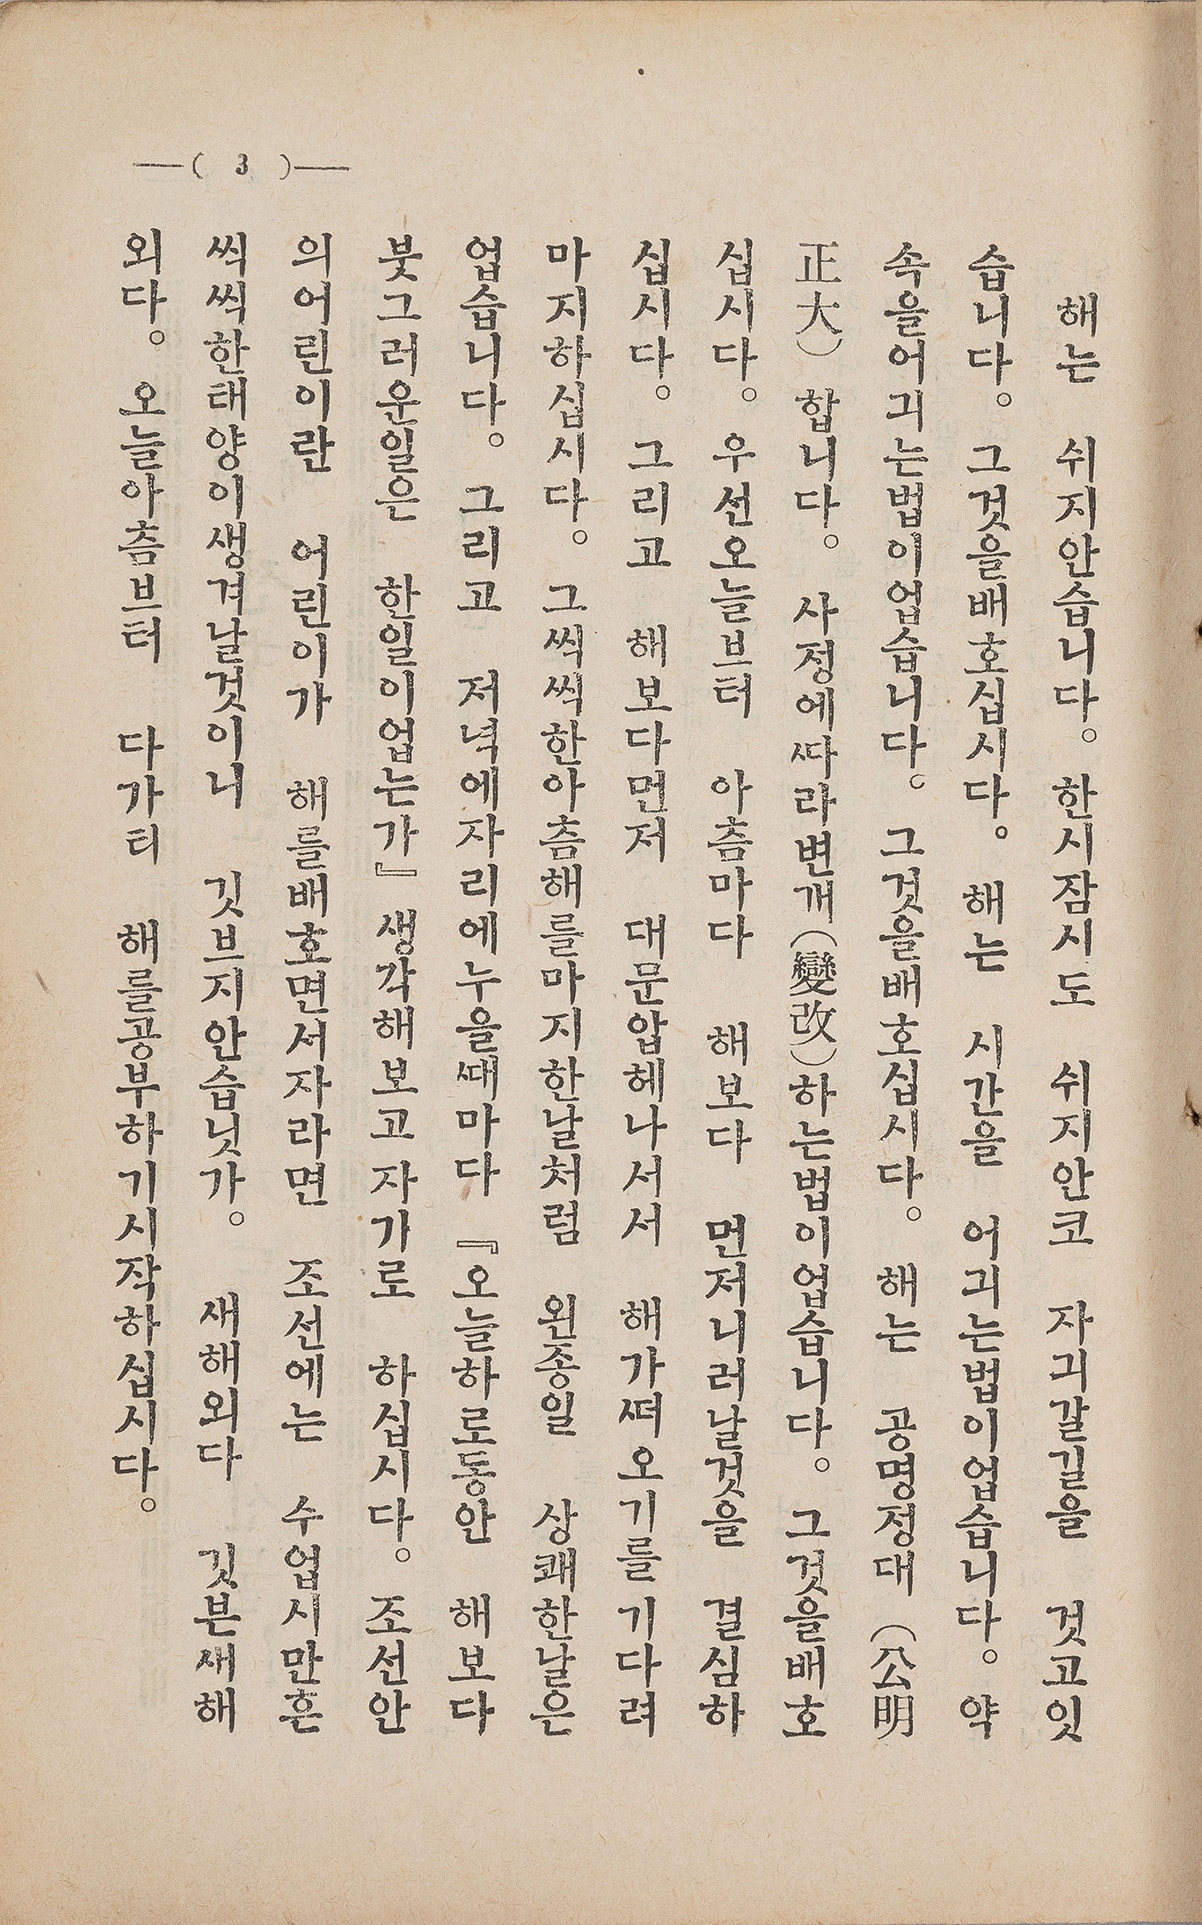 —( 3 )—
해는 쉬지안습니다。한시잠시도 쉬지안코 자긔갈길을 것고잇
습니다。그것을배호십시다。해는 시간을 어긔는법이업습니다。약
속을어긔는법이업습니다。그것을배호십시다。해는 공명정대 (公明
正大) 합니다。사정에따라변개(變改)하는법이업습니다。그것을배호
십시다。우선오늘브터 아츰마다 해보다 먼저니러날것을 결심하
십시다。그리고 해보다먼저 대문압헤나서서 해가떠오기를기다려
마지하십시다。그씩씩한아츰해를마지한날처럼 왼종일 상쾌한날은
업습니다。그리고 저녁에자리에누을때마다 『오늘하로동안 해보다
붓그러운일은 한일이업는가』생각해보고자가로 하십시다。조선안
의어린이란 어린이가 해를배호면서자라면 조선에는 수업시만흔
씩씩한태양이생겨날것이니 깃브지안습닛가。 새해외다 깃븐새해
외다。오늘아츰브터 다가티 해를공부하기시작하십시다。